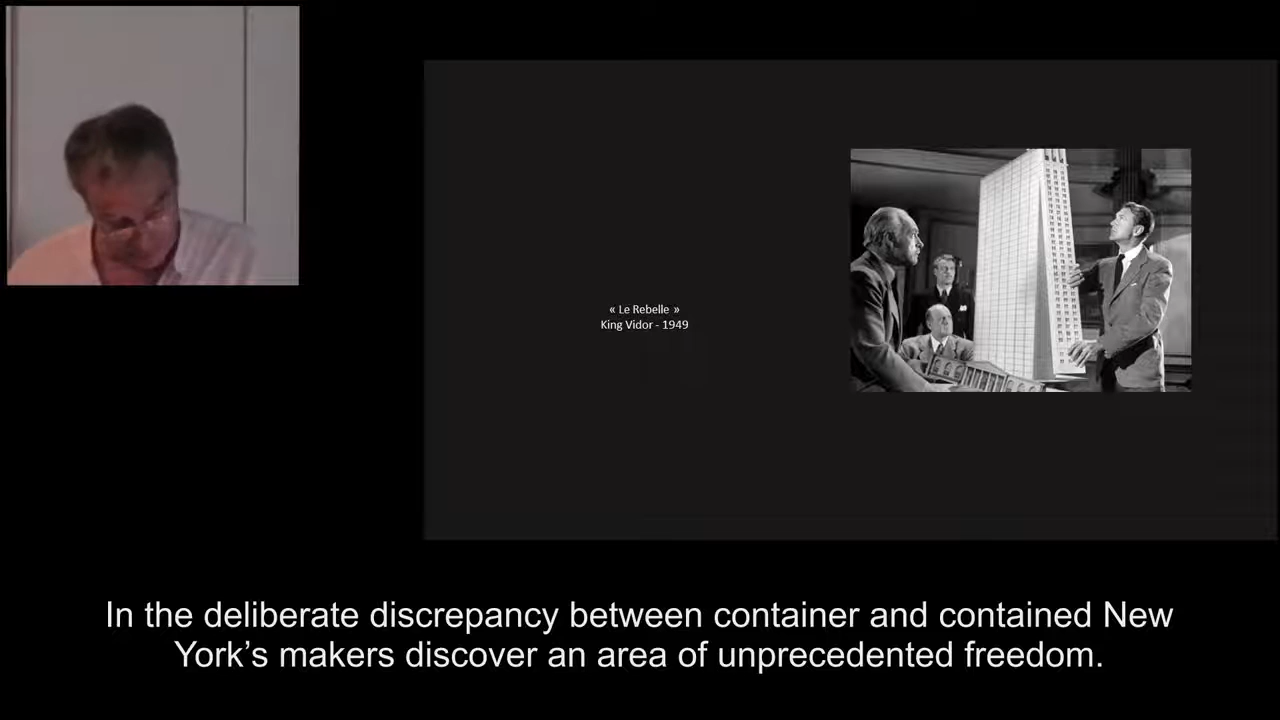 « Le Rebelle »
King Vidor - 1949
In the deliberate discrepancy between container and contained New
York’s makers discover an area of unprecedented freedom.